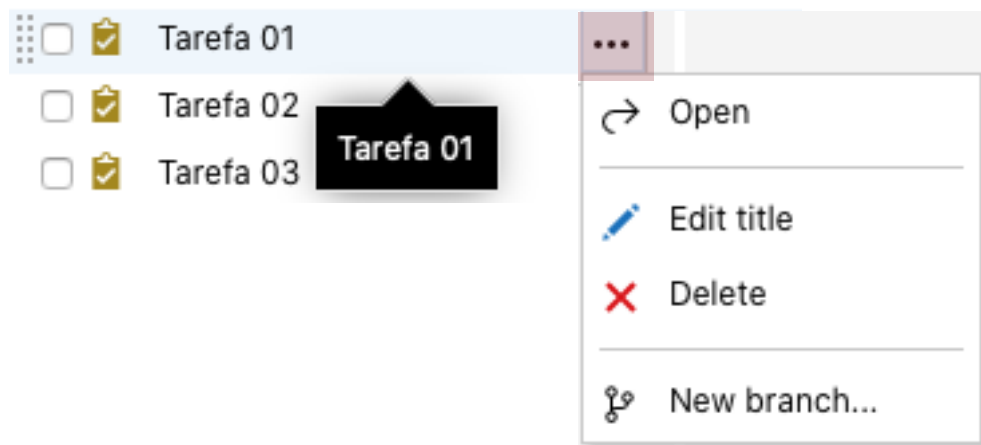 Tarefa 01
...
Tarefa 02
Tarefa 03
Tarefa 01
Open
Edit title
Delete
New branch...